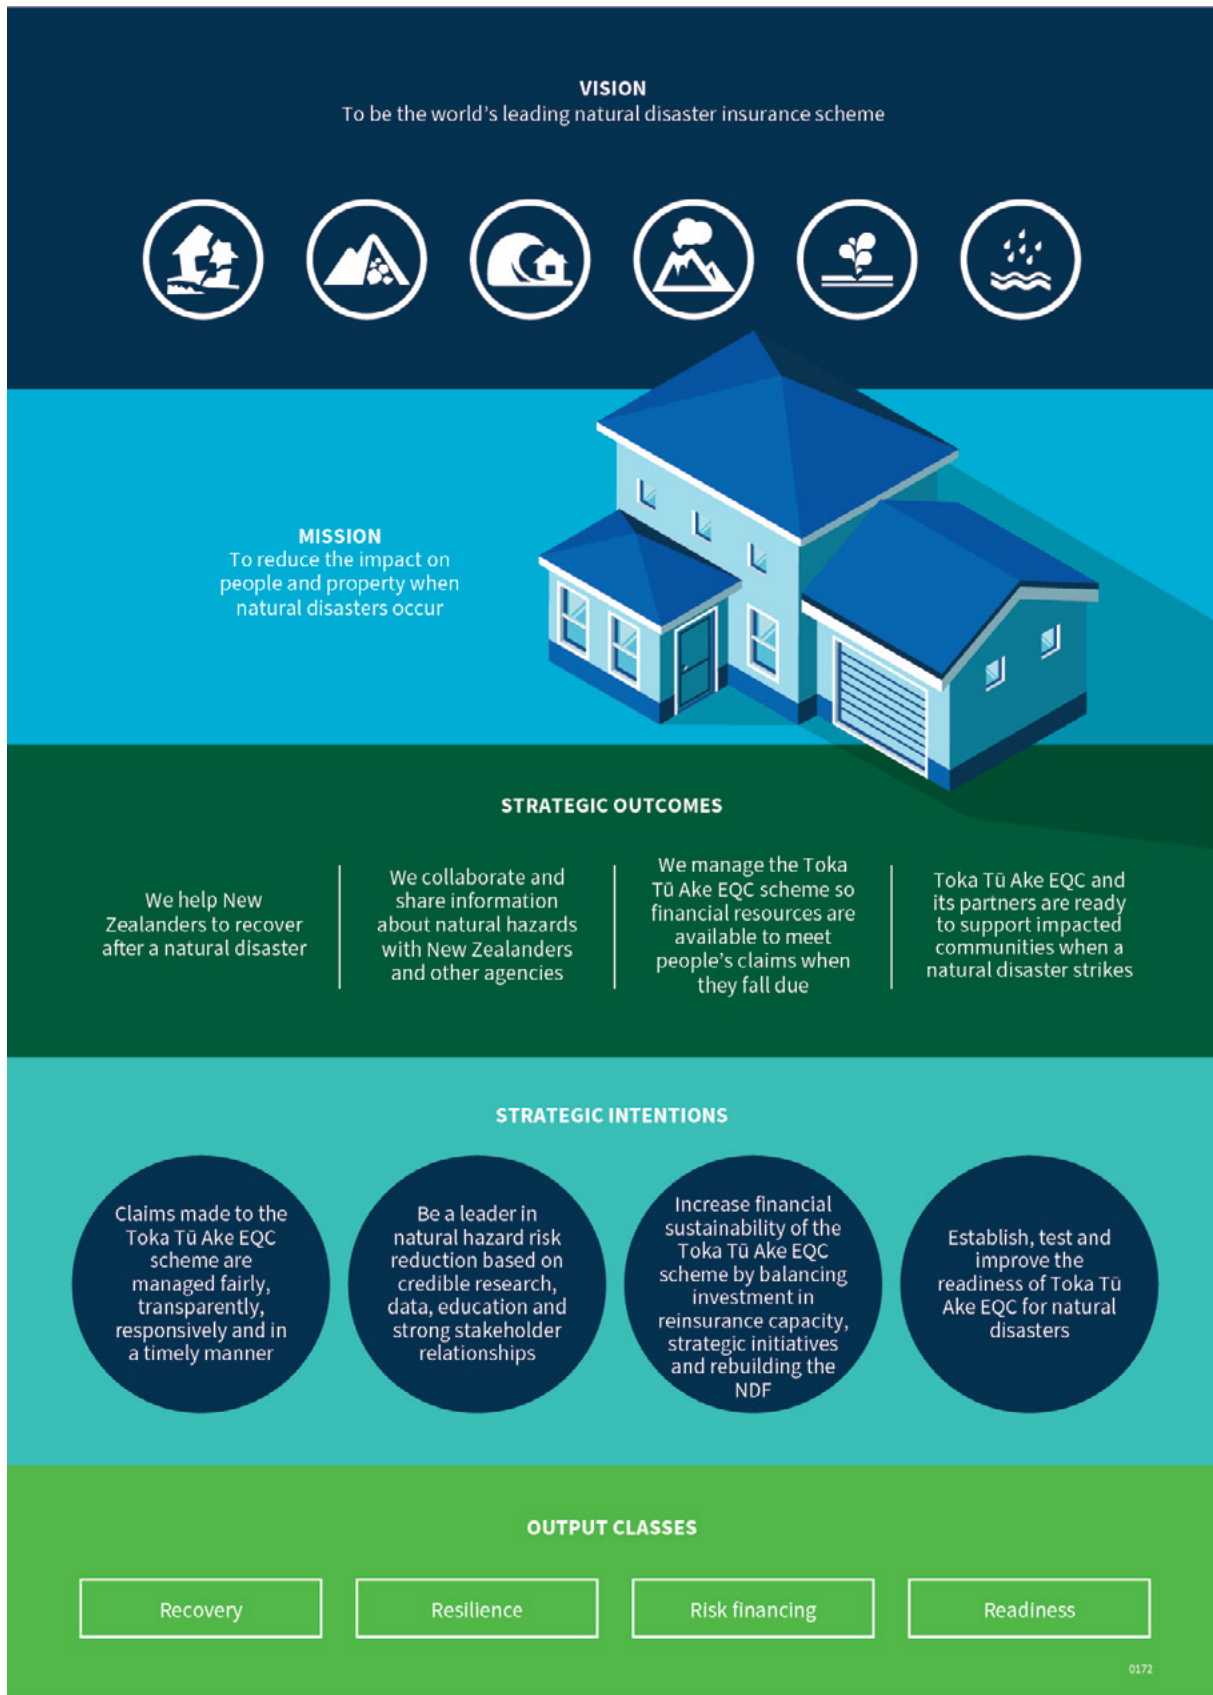 VISION
To be the world's leading natural disaster insurance scheme
MISSION
To reduce the impact on
people and property when
natural disasters occur
STRATEGIC OUTCOMES
We help New
Zealanders to recover
after a natural disaster
We collaborate and
share information
about natural hazards
with New Zealanders
and other agencies
We manage the Toka
Tū Ake EQC scheme so
financial resources are
available to meet
people's claims when
they fall due
Toka Tū Ake EQC and
its partners are ready
to support impacted
communities when a
natural disaster strikes
STRATEGIC INTENTIONS
Claims made to the
Toka Tū Ake EQC
scheme are
managed fairly,
transparently,
responsively and in
a timely manner
Be a leader in
natural hazard risk
reduction based on
credible research,
data, education and
strong stakeholder
relationships
Increase financial
sustainability of the
Toka Tū Ake EQC
scheme by balancing
investment in
reinsurance capacity,
strategic initiatives
and rebuilding the
NDF
Establish, test and
improve the
readiness of Toka Tū
Ake EQC for natural
disasters
OUTPUT CLASSES
Recovery
Resilience
Risk financing
Readiness
0172